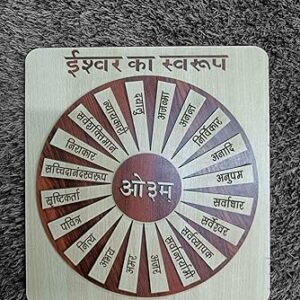 ईश्वर का स्वरूप
ओ३म्
अजन्मा
अनन्त
निर्विकार
अनादि
अनुपम
सर्वाधार
सर्वेश्वर
सर्वव्यापक
अजर
अमर
अभय
नित्य
पवित्र
सृष्टिकर्ता
सच्चिदानंदस्वरूप
निराकार
सर्वशक्तिमान
न्यायकारी
दयालु